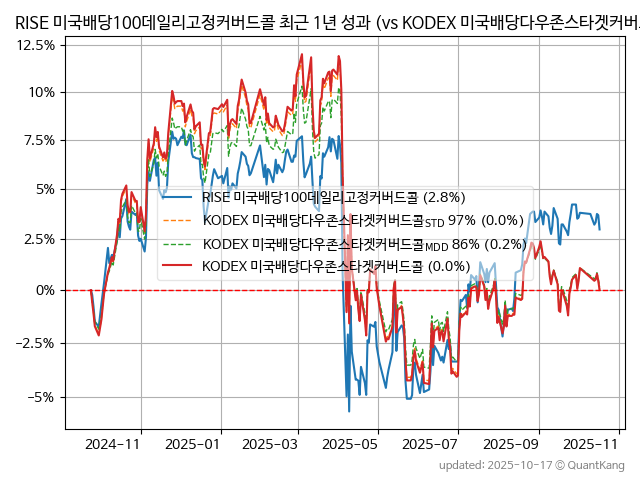 RISE 미국배당100데일리고정커버드콜 최근 1년 성과 (vs KODEX 미국배당다우존스타겟커버드
12.5%
10%
7.5%
5%
2.5%
0%
−2.5%
−5%
RISE 미국배당100데일리고정커버드콜 (2.8%)
KODEX 미국배당다우존스타겟커버드콜STD 97% (0.0%)
KODEX 미국배당다우존스타겟커버드콜MDD 86% (0.2%)
KODEX 미국배당다우존스타겟커버드콜 (0.0%)
2024-11 2025-01 2025-03 2025-05 2025-07 2025-09 2025-11
updated: 2025-10-17 © QuantKang